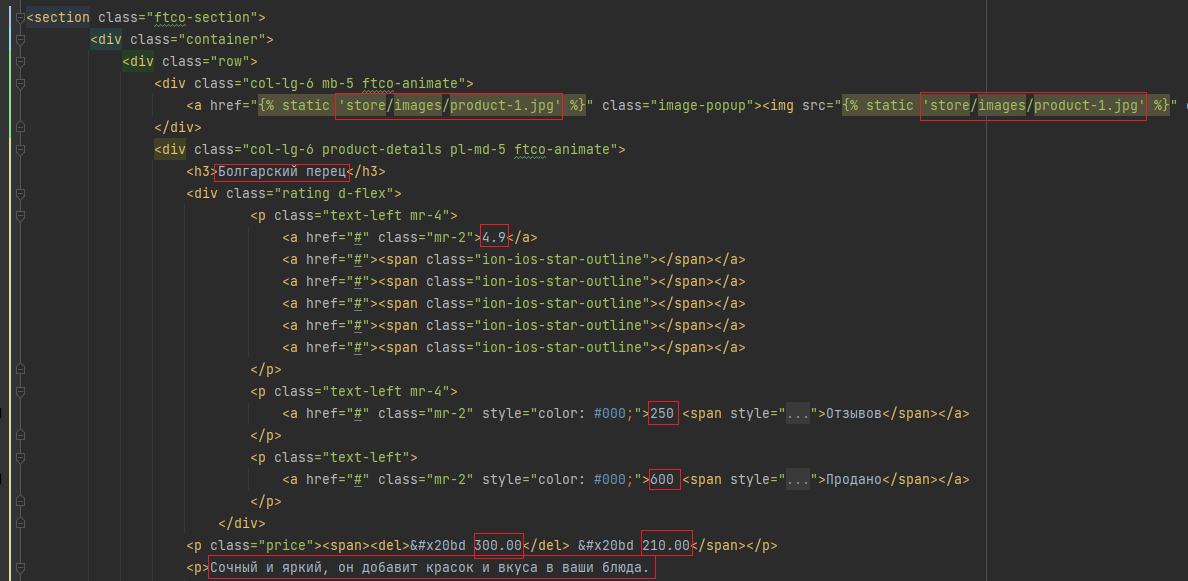 <section class="ftco-section">
<div class="container">
<div class="row">
<div class="col-lg-6 mb-5 ftco-animate">
<a href="{% static 'store/images/product-1.jpg' %}" class="image-popup"><img src="{% static 'store/images/product-1.jpg' %}"
</div>
<div class="col-lg-6 product-details pl-md-5 ftco-animate">
<h3>Болгарский перец</h3>
<div class="rating d-flex">
<p class="text-left mr-4">
<a href="#" class="mr-2">4.9</a>
<a href="#"><span class="ion-ios-star-outline"></span></a>
<a href="#"><span class="ion-ios-star-outline"></span></a>
<a href="#"><span class="ion-ios-star-outline"></span></a>
<a href="#"><span class="ion-ios-star-outline"></span></a>
<a href="#"><span class="ion-ios-star-outline"></span></a>
</p>
<p class="text-left mr-4">
<a href="#" class="mr-2" style="color: #000;">250 <span style="...">Отзывов</span></a>
</p>
<p class="text-left">
<a href="#" class="mr-2" style="color: #000;">600 <span style="...">Продано</span></a>
</p>
</div>
<p class="price"><span><del>&#x20bd 300.00</del> &#x20bd 210.00</span></p>
<p>Сочный и яркий, он добавит красок и вкуса в ваши блюда.